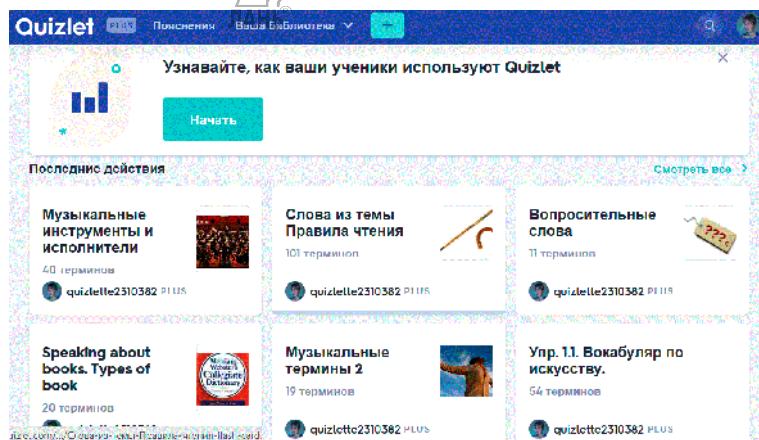 Quizlet PLUS Пояснения Ваша Библиотека +
Узнавайте, как ваши ученики используют Quizlet
Начать
Последние действия Смотреть все >
Музыкальные
инструменты и
исполнители
40 терминов
quizlette2310382 PLUS
Слова из темы
Правила чтения
101 терминов
quizlette2310382 PLUS
Вопросительные
слова
11 терминов
quizlette2310382 PLUS
???
Speaking about
books. Types of
book
20 терминов
Webster's
Collegiate
Dictionary
Музыкальные
термины 2
19 терминов
quizlette2310382 PLUS
Упр. 1.1. Вокабуляр по
искусству.
54 терминов
quizlette2310382 PLUS